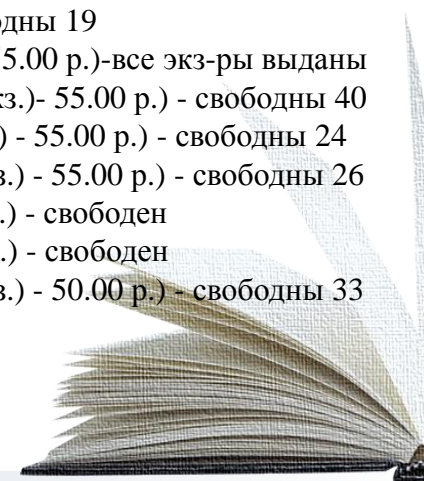 одны 19
5.00 р.)-все экз-ры выданы
кз.)- 55.00 р.) - свободны 40
) - 55.00 р.) - свободны 24
з.) - 55.00 р.) - свободны 26
.) - свободен
.) - свободен
з.) - 50.00 р.) - свободны 33